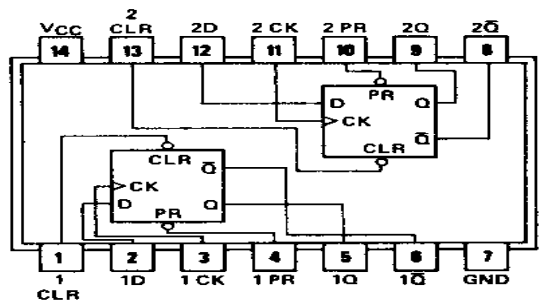 2
VCC CLR 2D 2 CK 2 PR 2Q 2Q̅
14 13 12 11 10 9 8
PR
D Q
CK
Q̅
CLR
CLR
Q̅
CK
D Q
PR
1 2 3 4 5 6 7
1 1D 1 CK 1 PR 1Q 1Q̅ GND
CLR